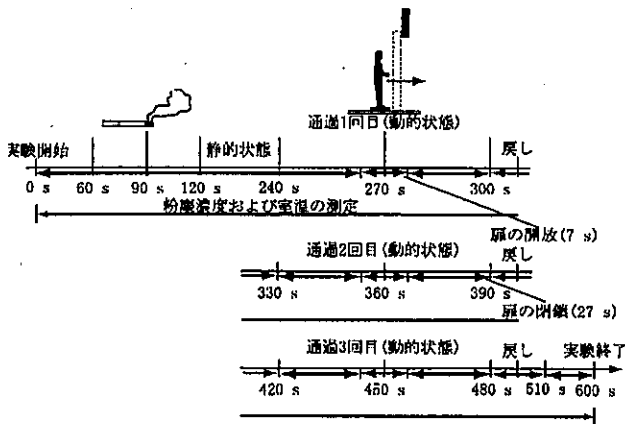 通過1回目(動的状態)
実験開始 静的状態 戻し
0 s 60 s 90 s 120 s 240 s 270 s 300 s
粉塵濃度および室温の測定
扉の開放(7 s)
通過2回目(動的状態) 戻し
330 s 360 s 390 s
扉の閉鎖(27 s)
通過3回目(動的状態) 戻し 実験終了
420 s 450 s 480 s 510 s 600 s